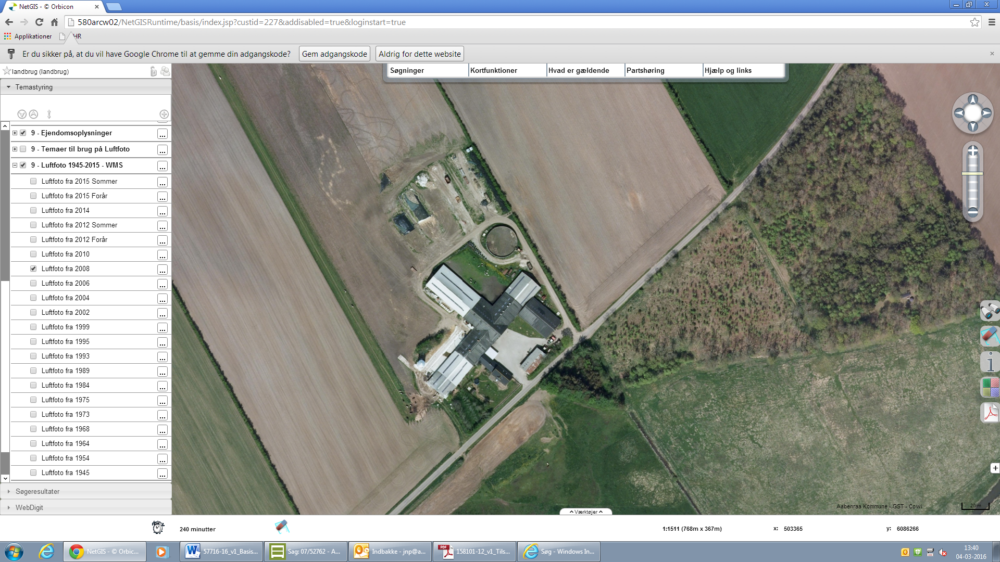 NetGIS - © Orbicon
580arcw02/NetGISRuntime/basis/index.jsp?custid=227&addisabled=true&loginstart=true
Applikationer
HR
Er du sikker på, at du vil have Google Chrome til at gemme din adgangskode?
Gem adgangskode
Aldrig for dette website
landbrug (landbrug)
Søgninger
Kortfunktioner
Hvad er gældende
Partshøring
Hjælp og links
Temastyring
9 - Ejendomsoplysninger
...
9 - Temaer til brug på Luftfoto
...
9 - Luftfoto 1945-2015 - WMS
...
Luftfoto fra 2015 Sommer
...
Luftfoto fra 2015 Forår
...
Luftfoto fra 2014
...
Luftfoto fra 2012 Sommer
...
Luftfoto fra 2012 Forår
...
Luftfoto fra 2010
...
Luftfoto fra 2008
...
Luftfoto fra 2006
...
Luftfoto fra 2004
...
Luftfoto fra 2002
...
Luftfoto fra 1999
...
Luftfoto fra 1995
...
Luftfoto fra 1993
...
Luftfoto fra 1989
...
Luftfoto fra 1984
...
Luftfoto fra 1975
...
Luftfoto fra 1973
...
Luftfoto fra 1968
...
Luftfoto fra 1964
...
Luftfoto fra 1954
...
Luftfoto fra 1945
...
Søgeresultater
WebDigit
Aabenraa Kommune - GST - Cowi
20 m
Værktøjer
240 minutter
1:1511 (768m x 367m)
x: 503365
y: 6086266
NetGIS - © Orbic...
57716-16_v1_Basis...
Sag: 07/52762 - A...
Indbakke - jnp@a...
PDF
158101-12_v1_Tils...
Søg - Windows In...
13:40
04-03-2016